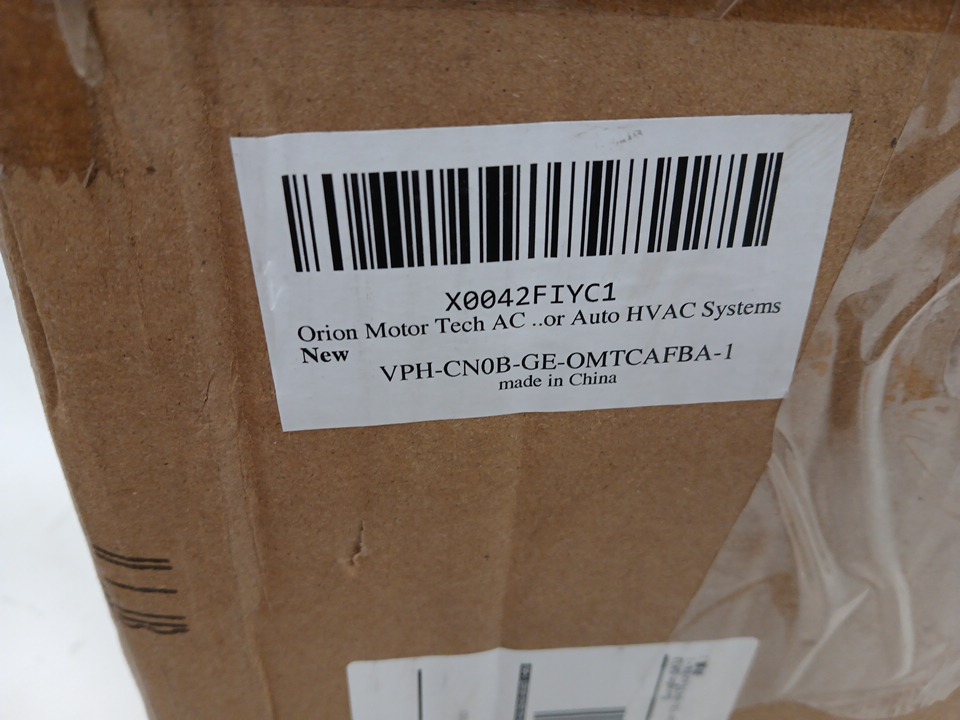 X0042FIYC1
Orion Motor Tech AC ..or Auto HVAC Systems
New
VPH-CN0B-GE-OMTCAFBA-1
made in China